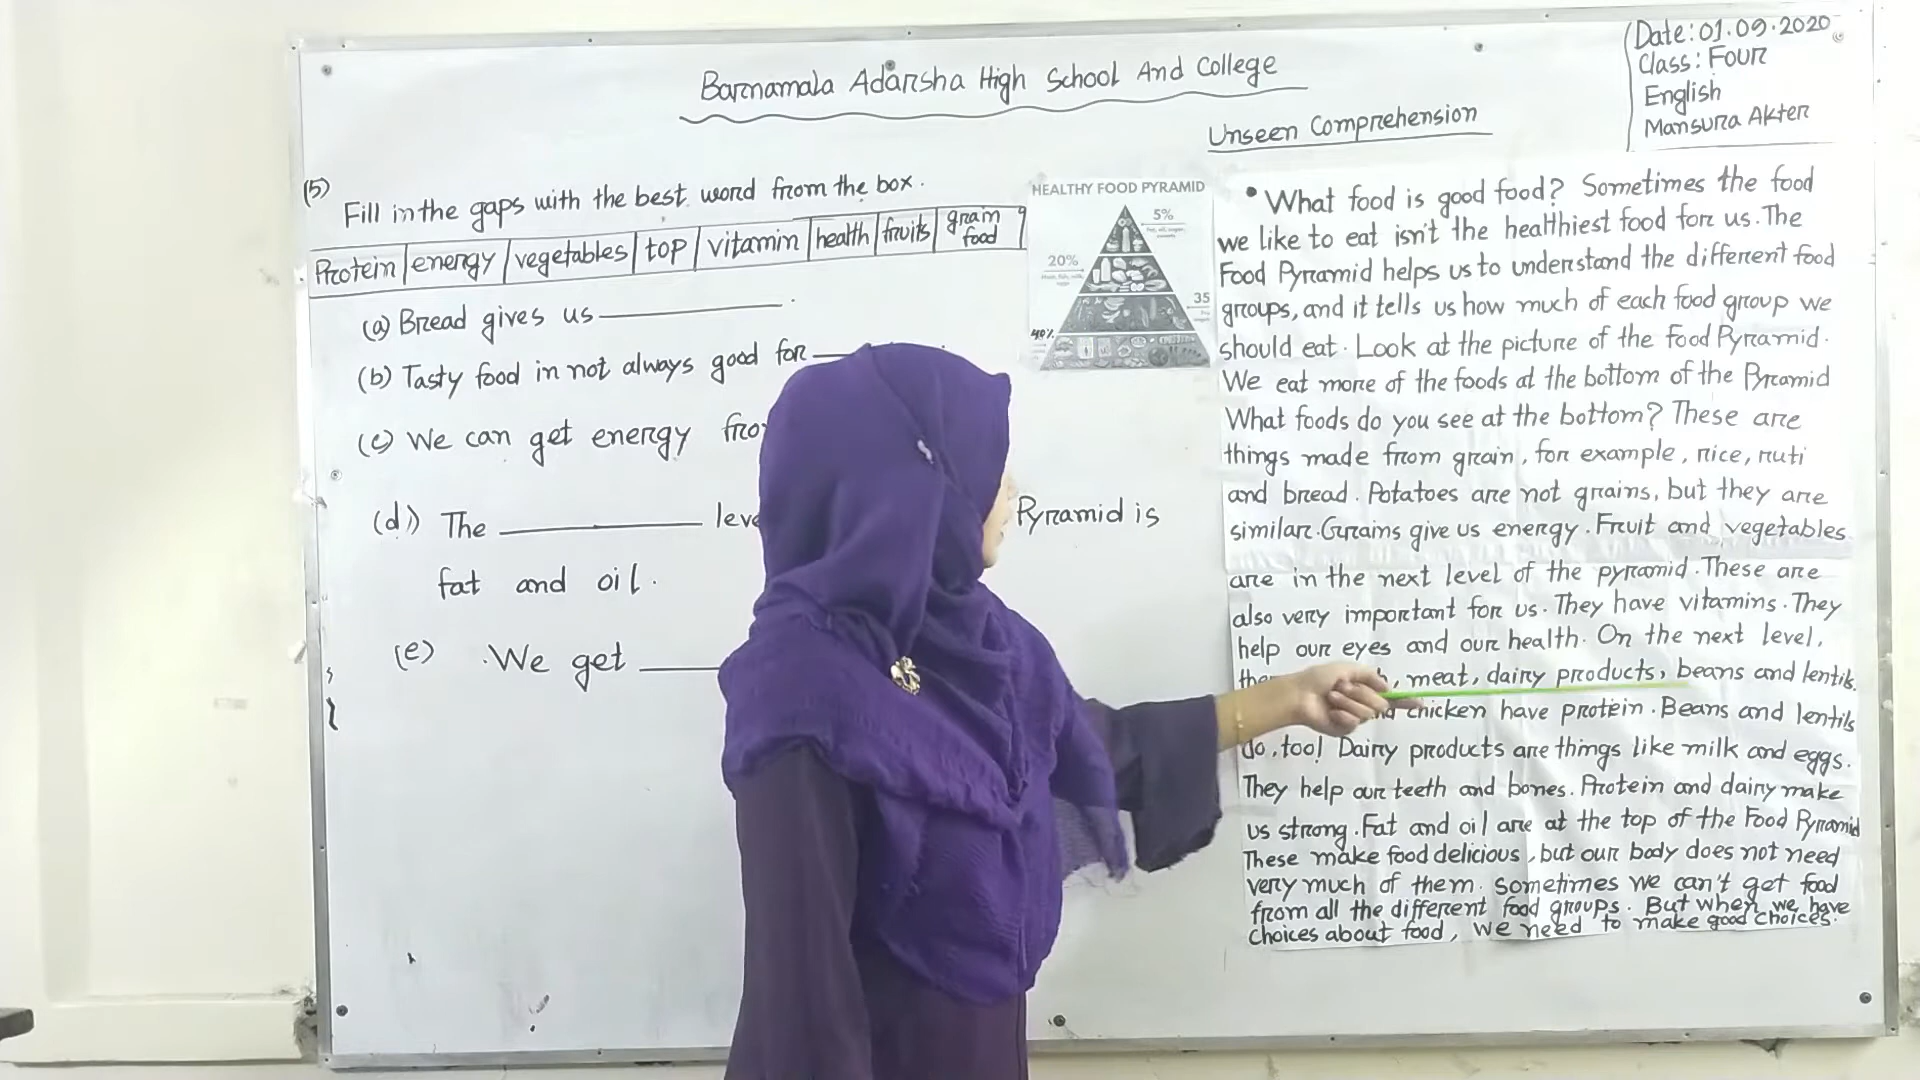 Barnamala Adarsha High School And College
Date: 01.09.2020
Class: Four
English
Mansura Akter
Unseen Comprehension
(5) Fill in the gaps with the best word from the box.
Protein energy vegetables top vitamin health fruits grain food
(a) Bread gives us
(b) Tasty food in not always good for
(c) We can get energy
(d) The Pyramid is
fat and oil.
(e) We get
HEALTHY FOOD PYRAMID
5%
20%
35
40%
• What food is good food? Sometimes the food
we like to eat isn't the healthiest food for us. The
Food Pyramid helps us to understand the different food
groups, and it tells us how much of each food group we
should eat. Look at the picture of the Food Pyramid.
We eat more of the foods at the bottom of the Pyramid
What foods do you see at the bottom? These are
things made from grain, for example, rice, ruti
and bread. Potatoes are not grains, but they are
similar. Grains give us energy. Fruit and vegetables
are in the next level of the pyramid. These are
also very important for us. They have vitamins. They
help our eyes and our health. On the next level,
meat, dairy products, beans and lentils.
chicken have protein. Beans and lentils
do, too! Dairy products are things like milk and eggs.
They help our teeth and bones. Protein and dairy make
us strong. Fat and oil are at the top of the Food Pyramid
These make food delicious, but our body does not need
very much of them. Sometimes we can't get food
from all the different food groups. But when we have
choices about food, we need to make good choices.